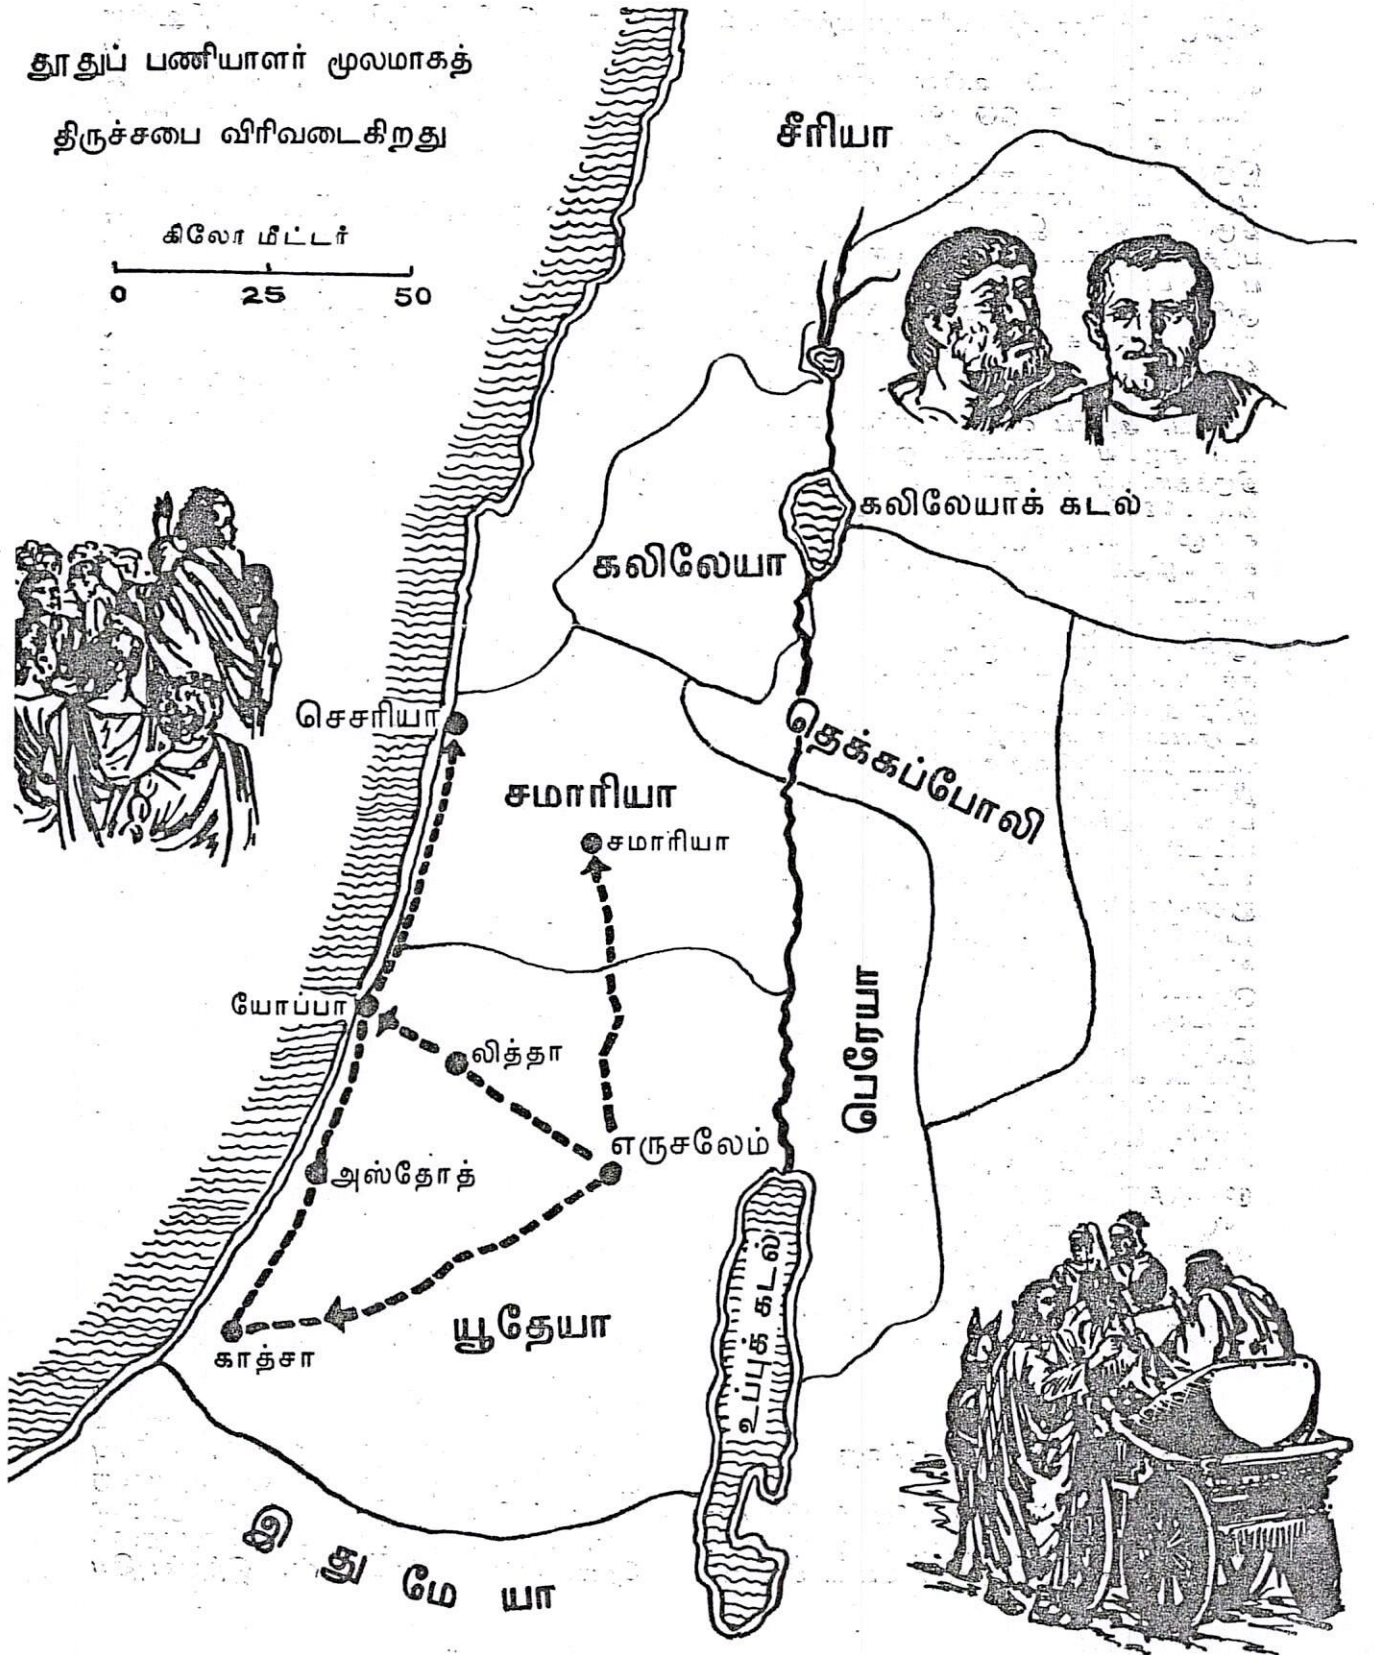 தூதுப் பணியாளர் மூலமாகத்
திருச்சபை விரிவடைகிறது
கிலோ மீட்டர்
0 25 50
சீரியா
கலிலேயாக் கடல்
கலிலேயா
செசரியா
தெக்கப்போலி
சமாரியா
சமாரியா
யோப்பா
லித்தா
பெரேயா
எருசலேம்
அஸ்தோத்
உப்புக் கடல்
யூதேயா
காத்சா
இதுமேயா